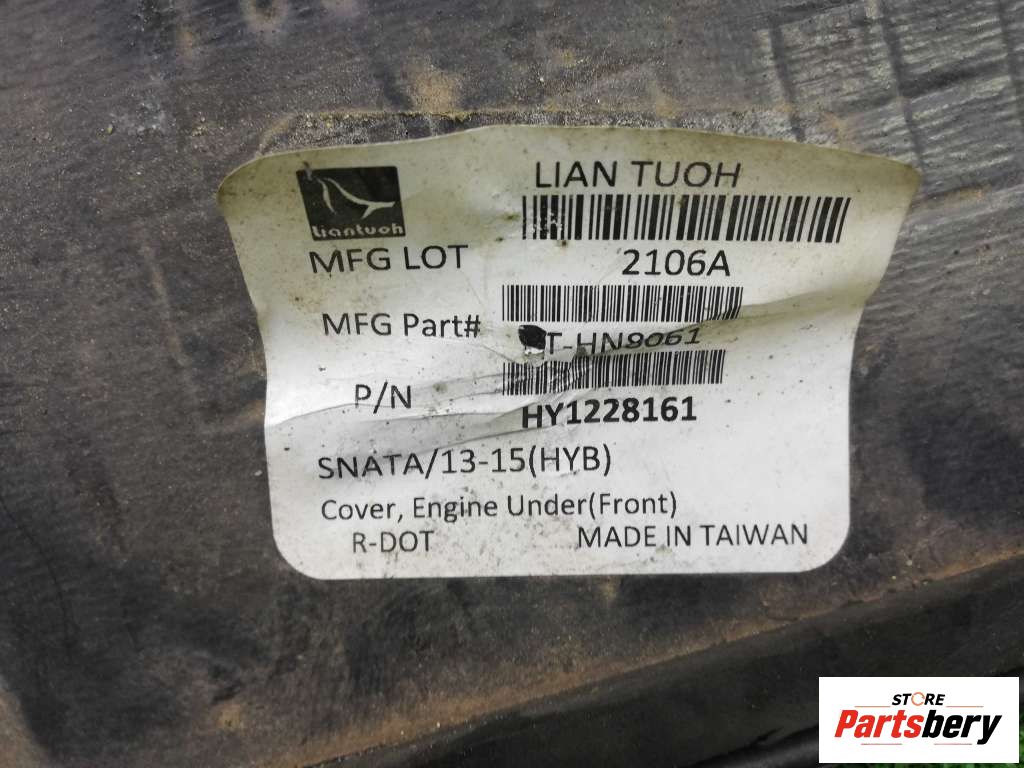 LIAN TUOH
Liantuoh
MFG LOT 2106A
MFG Part# T-HN9061
P/N HY1228161
SNATA/13-15(HYB)
Cover, Engine Under(Front)
R-DOT MADE IN TAIWAN
STORE
Partsbery